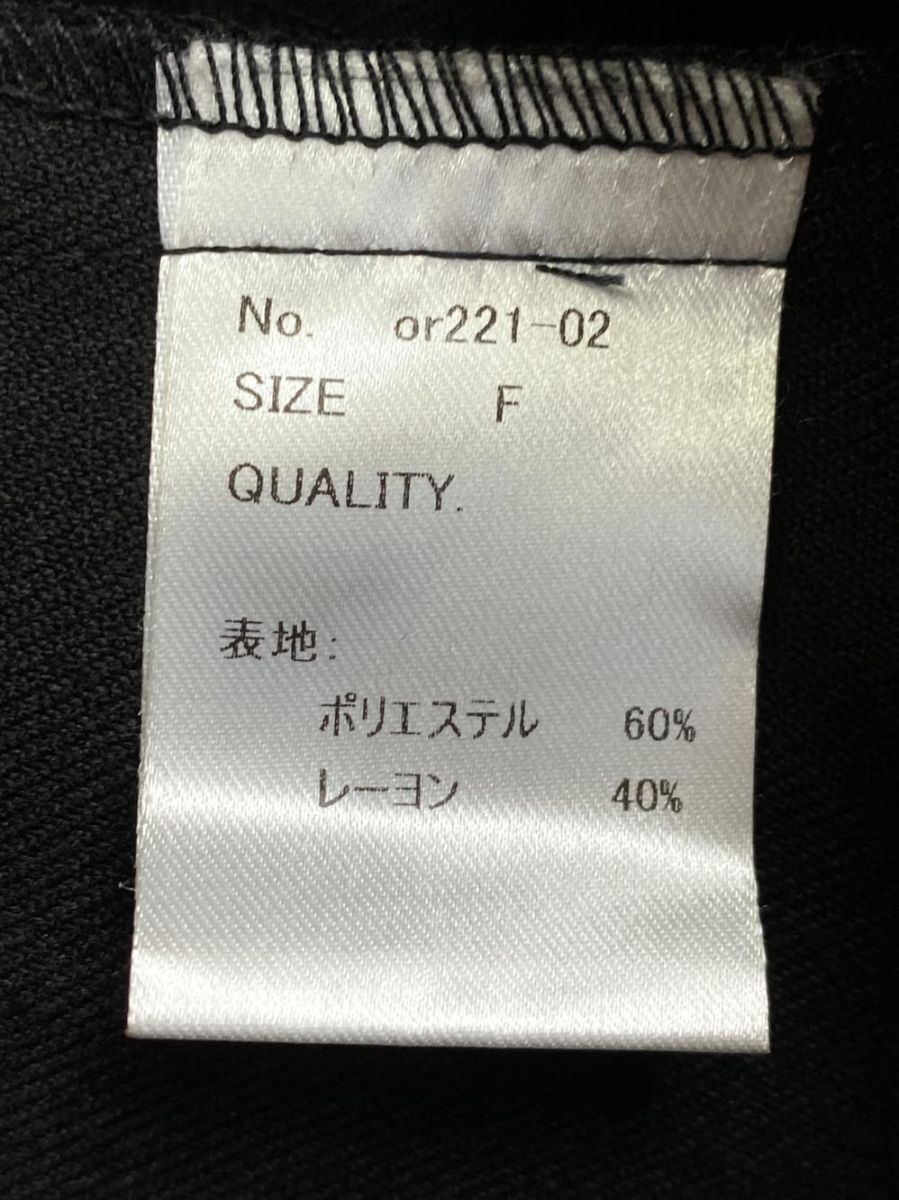 No. or221-02
SIZE F
QUALITY.
表地:
ポリエステル 60%
レーヨン 40%